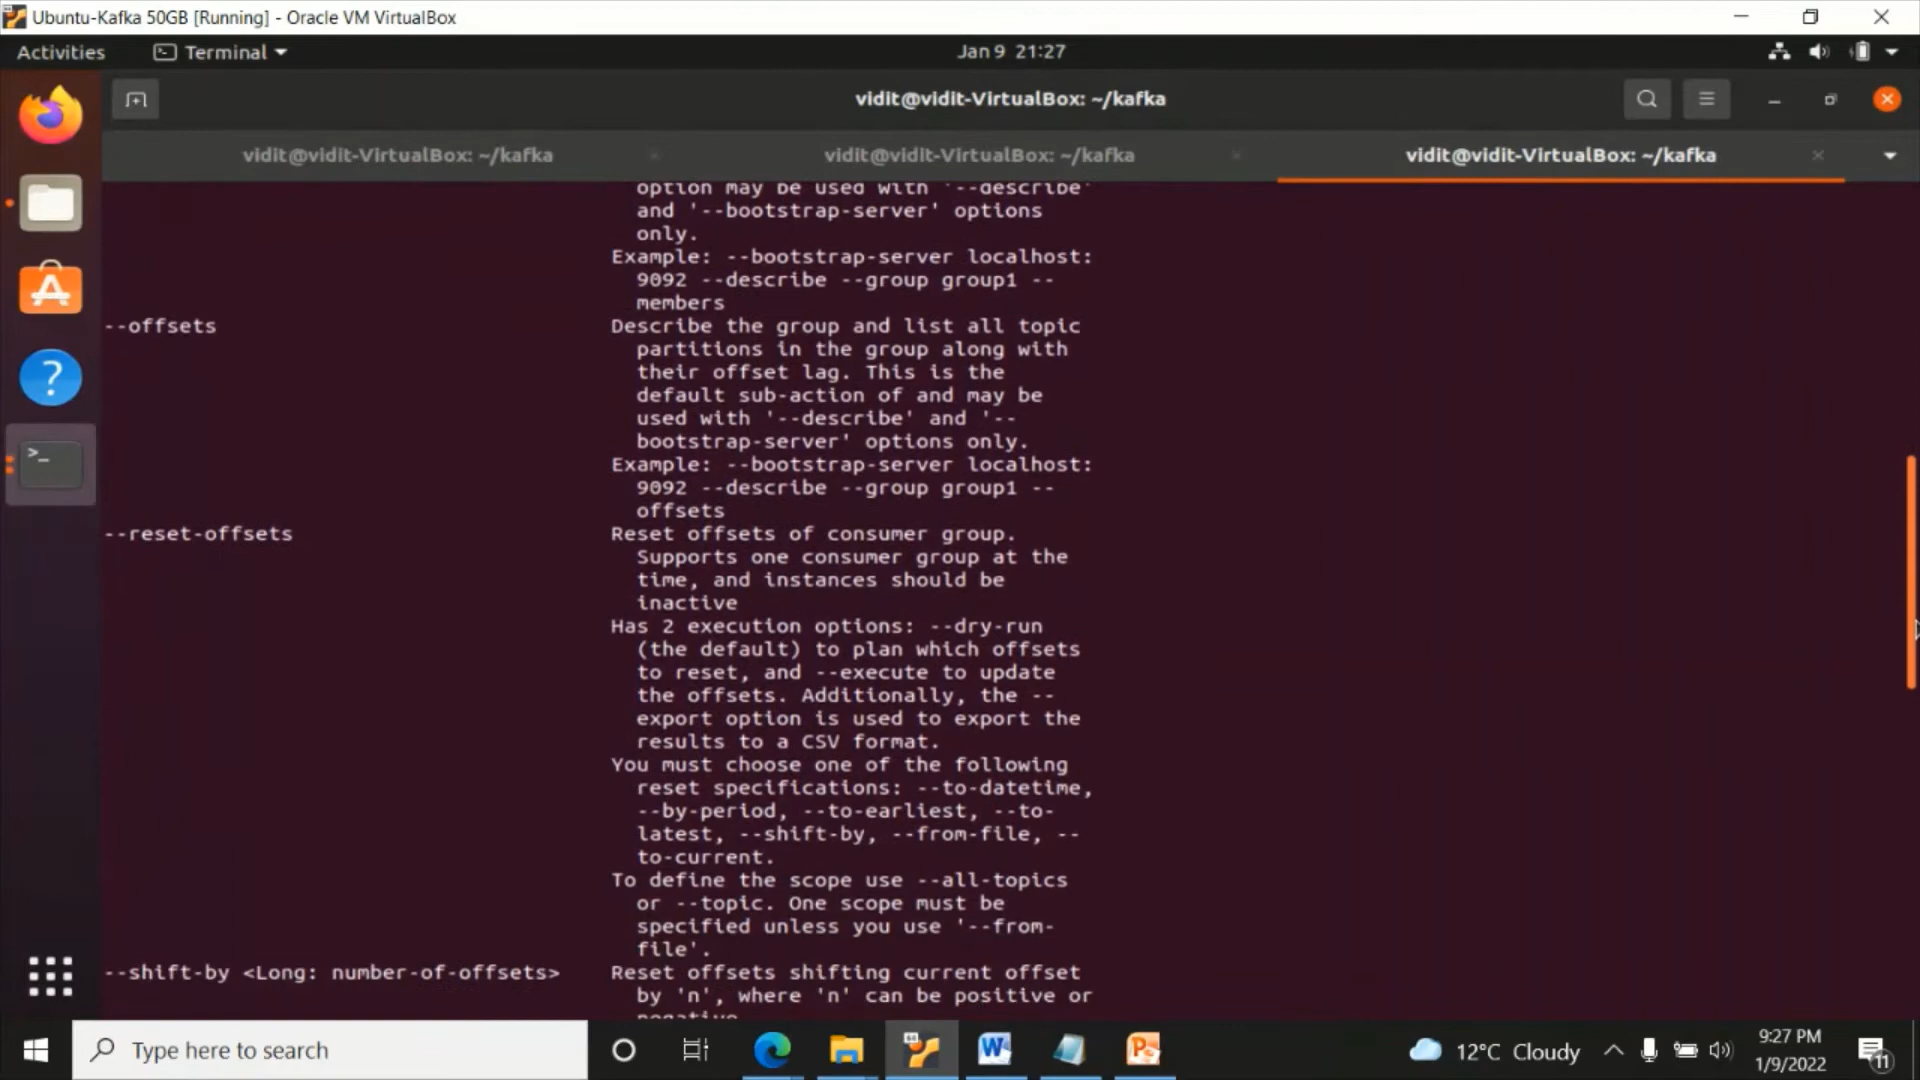 Ubuntu-Kafka 50GB [Running] - Oracle VM VirtualBox
Activities
Terminal
Jan 9 21:27
vidit@vidit-VirtualBox: ~/kafka
vidit@vidit-VirtualBox: ~/kafka
vidit@vidit-VirtualBox: ~/kafka
vidit@vidit-VirtualBox: ~/kafka
option may be used with '--describe'
and '--bootstrap-server' options
only.
Example: --bootstrap-server localhost:
9092 --describe --group group1 --
members
--offsets Describe the group and list all topic
partitions in the group along with
their offset lag. This is the
default sub-action of and may be
used with '--describe' and '--
bootstrap-server' options only.
Example: --bootstrap-server localhost:
9092 --describe --group group1 --
offsets
--reset-offsets Reset offsets of consumer group.
Supports one consumer group at the
time, and instances should be
inactive
Has 2 execution options: --dry-run
(the default) to plan which offsets
to reset, and --execute to update
the offsets. Additionally, the --
export option is used to export the
results to a CSV format.
You must choose one of the following
reset specifications: --to-datetime,
--by-period, --to-earliest, --to-
latest, --shift-by, --from-file, --
to-current.
To define the scope use --all-topics
or --topic. One scope must be
specified unless you use '--from-
file'.
--shift-by <Long: number-of-offsets> Reset offsets shifting current offset
by 'n', where 'n' can be positive or
negative
Type here to search
12°C Cloudy
9:27 PM
1/9/2022
11